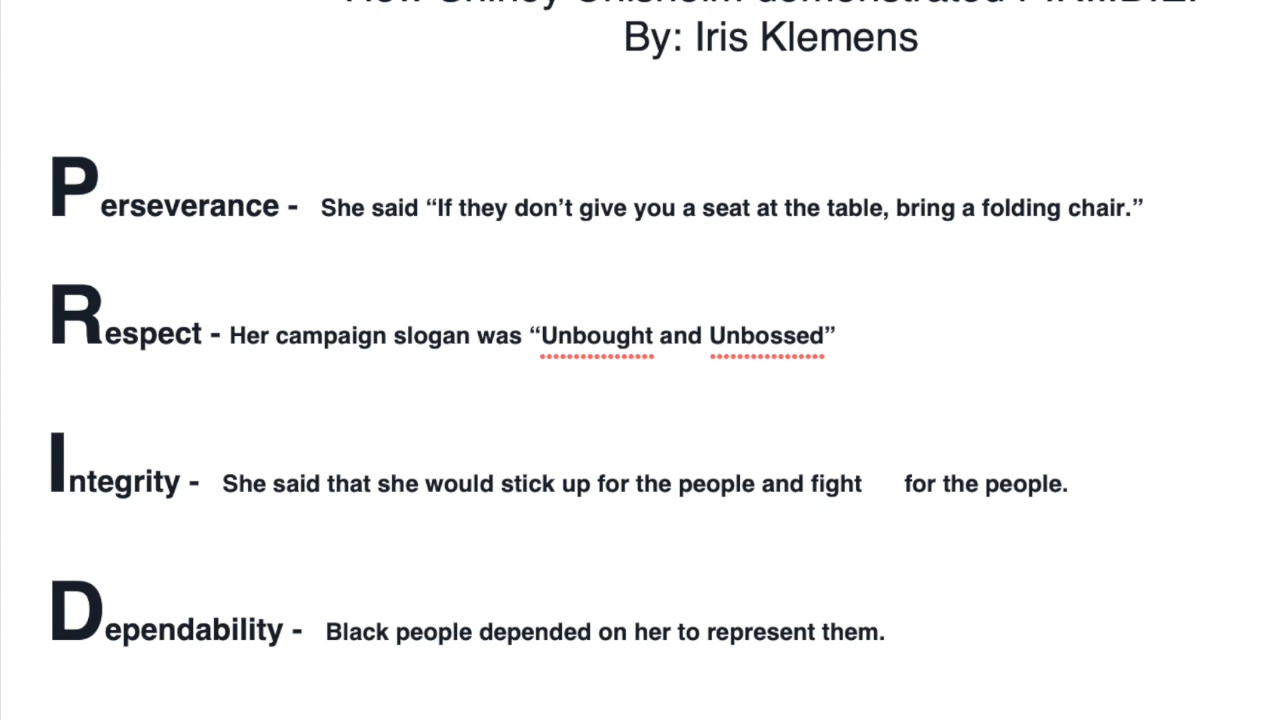 Chisholm demonstrated
By: Iris Klemens
Perseverance - She said “If they don’t give you a seat at the table, bring a folding chair.”
Respect - Her campaign slogan was “Unbought and Unbossed”
Integrity - She said that she would stick up for the people and fight for the people.
Dependability - Black people depended on her to represent them.